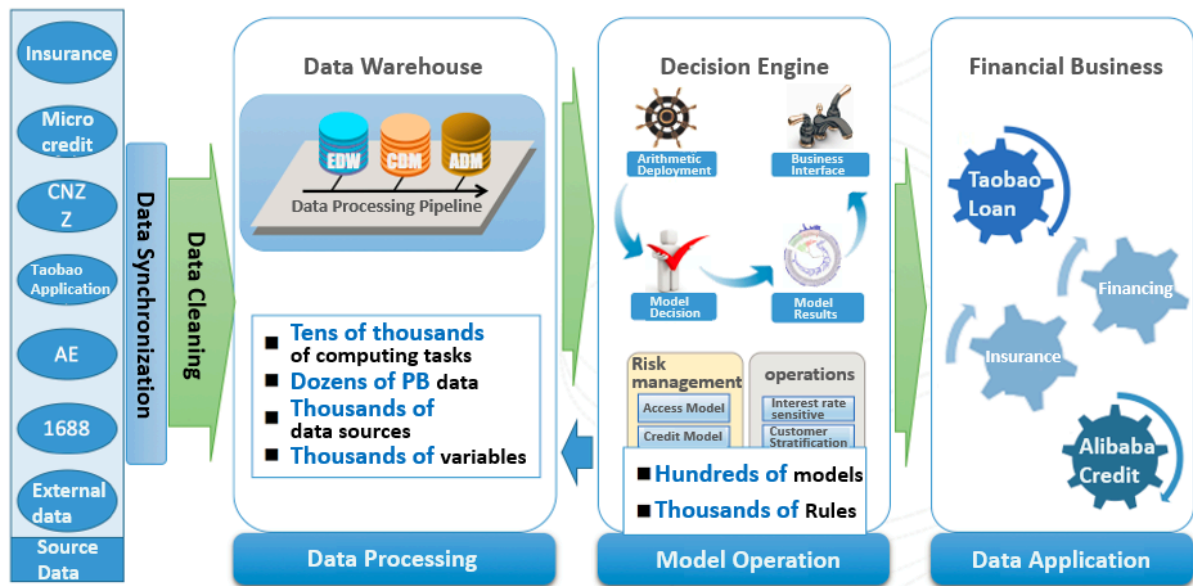 Insurance
Micro
credit
CNZ
Z
Taobao
Application
AE
1688
External
data
Source
Data
Data Synchronization
Data Cleaning
Data Warehouse
EDW
CDM
ADM
Data Processing Pipeline
■ Tens of thousands
of computing tasks
■ Dozens of PB data
■ Thousands of
data sources
■ Thousands of variables
Data Processing
Decision Engine
Arithmetic
Deployment
Business
Interface
Model
Decision
Model
Results
Risk
management
Access Model
Credit Model
operations
Interest rate
sensitive
Customer
Stratification
■ Hundreds of models
■ Thousands of Rules
Model Operation
Financial Business
Taobao
Loan
Financing
Insurance
Alibaba
Credit
Data Application